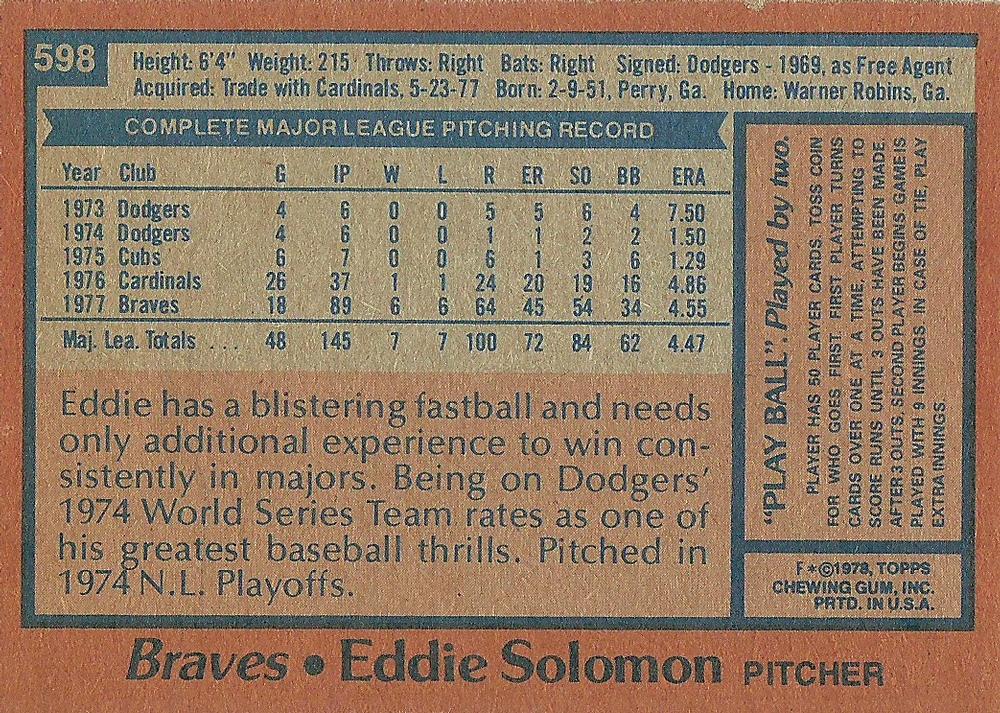 598
Height: 6'4" Weight: 215 Throws: Right Bats: Right Signed: Dodgers - 1969, as Free Agent
Acquired: Trade with Cardinals, 5-23-77 Born: 2-9-51, Perry, Ga. Home: Warner Robins, Ga.
COMPLETE MAJOR LEAGUE PITCHING RECORD
Year Club G IP W L R ER SO BB ERA
1973 Dodgers 4 6 0 0 5 5 6 4 7.50
1974 Dodgers 4 6 0 0 1 1 2 2 1.50
1975 Cubs 6 7 0 0 6 1 3 6 1.29
1976 Cardinals 26 37 1 1 24 20 19 16 4.86
1977 Braves 18 89 6 6 64 45 54 34 4.55
Maj. Lea. Totals ... 48 145 7 7 100 72 84 62 4.47
Eddie has a blistering fastball and needs
only additional experience to win con-
sistently in majors. Being on Dodgers'
1974 World Series Team rates as one of
his greatest baseball thrills. Pitched in
1974 N.L. Playoffs.
"PLAY BALL". Played by two.
PLAYER HAS 50 PLAYER CARDS. TOSS COIN
FOR WHO GOES FIRST. FIRST PLAYER TURNS
CARDS OVER ONE AT A TIME, ATTEMPTING TO
SCORE RUNS UNTIL 3 OUTS HAVE BEEN MADE.
AFTER 3 OUTS, SECOND PLAYER BEGINS. GAME IS
PLAYED WITH 9 INNINGS. IN CASE OF TIE, PLAY
EXTRA INNINGS.
F*©1978, TOPPS
CHEWING GUM, INC.
PRTD. IN U.S.A.
Braves • Eddie Solomon PITCHER